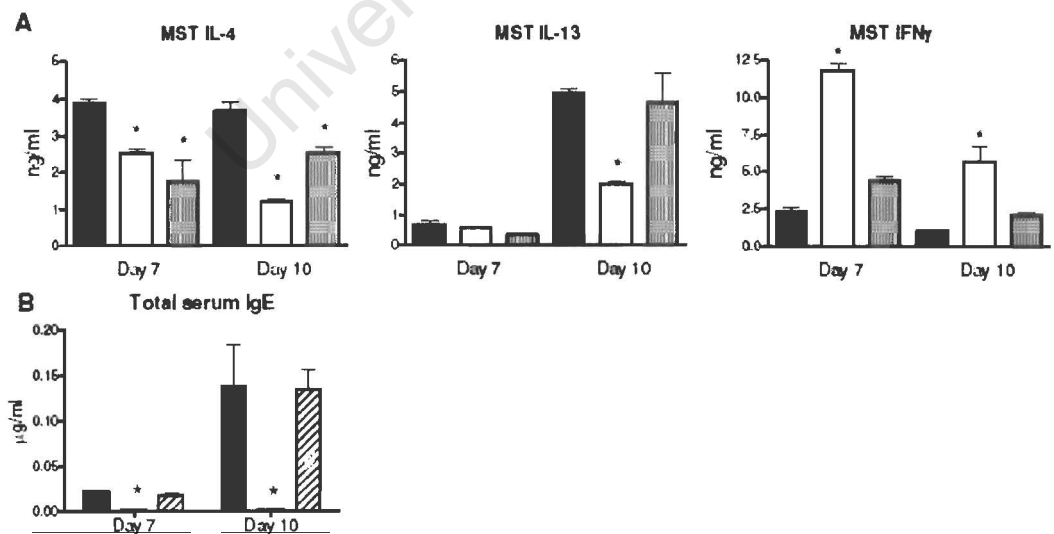 A
MST IL-4
MST IL-13
MST IFNγ
ng/ml
6
5
4
3
2
1
0
Day 7
Day 10
ng/ml
6
5
4
3
2
1
0
Day 7
Day 10
ng/ml
12.5
10.0
7.5
5.0
2.5
0.0
Day 7
Day 10
B
Total serum IgE
µg/ml
0.20
0.15
0.10
0.05
0.00
Day 7
Day 10
Univer